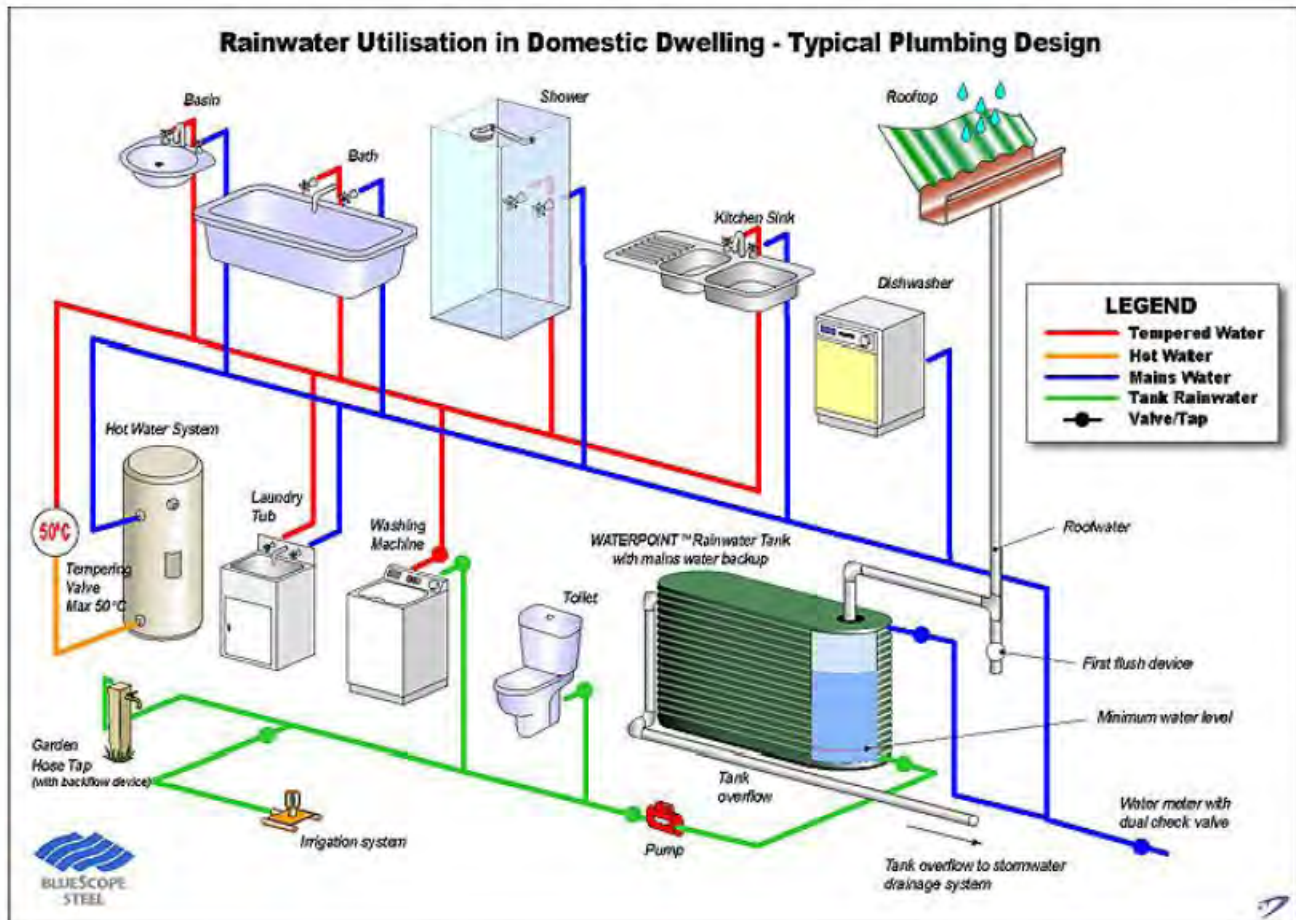 Rainwater Utilisation in Domestic Dwelling - Typical Plumbing Design
Basin
Bath
Shower
Rooftop
Kitchen Sink
Dishwasher
LEGEND
Tempered Water
Hot Water
Mains Water
Tank Rainwater
Valve/Tap
Hot Water System
50°C
Tempering
Valve
Max 50°C
Laundry
Tub
Washing
Machine
WATERPOINT™ Rainwater Tank
with mains water backup
Roofwater
Toilet
First flush device
Minimum water level
Garden
Hose Tap
(with backflow device)
Irrigation system
Pump
Tank
overflow
Water meter with
dual check valve
Tank overflow to stormwater
drainage system
BLUESCOPE
STEEL